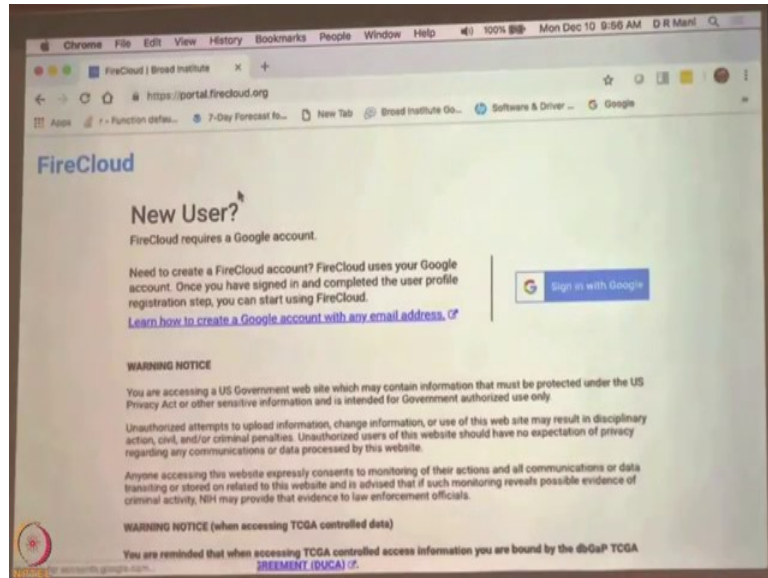 Chrome File Edit View History Bookmarks People Window Help 100% Mon Dec 10 9:56 AM D R Mani
FireCloud | Broad Institute × +
https://portal.firecloud.org
Apps r - Function defau... 7-Day Forecast fo... New Tab Broad Institute Go... Software & Driver ... G Google »
FireCloud
New User?
FireCloud requires a Google account.
Need to create a FireCloud account? FireCloud uses your Google
account. Once you have signed in and completed the user profile
registration step, you can start using FireCloud.
Learn how to create a Google account with any email address.
G Sign in with Google
WARNING NOTICE
You are accessing a US Government web site which may contain information that must be protected under the US
Privacy Act or other sensitive information and is intended for Government authorized use only.
Unauthorized attempts to upload information, change information, or use of this web site may result in disciplinary
action, civil, and/or criminal penalties. Unauthorized users of this website should have no expectation of privacy
regarding any communications or data processed by this website.
Anyone accessing this website expressly consents to monitoring of their actions and all communications or data
transiting or stored on related to this website and is advised that if such monitoring reveals possible evidence of
criminal activity, NIH may provide that evidence to law enforcement officials.
WARNING NOTICE (when accessing TCGA controlled data)
You are reminded that when accessing TCGA controlled access information you are bound by the dbGaP TCGA
AGREEMENT (DUCA).
for accounts.google.com...
NPTEL